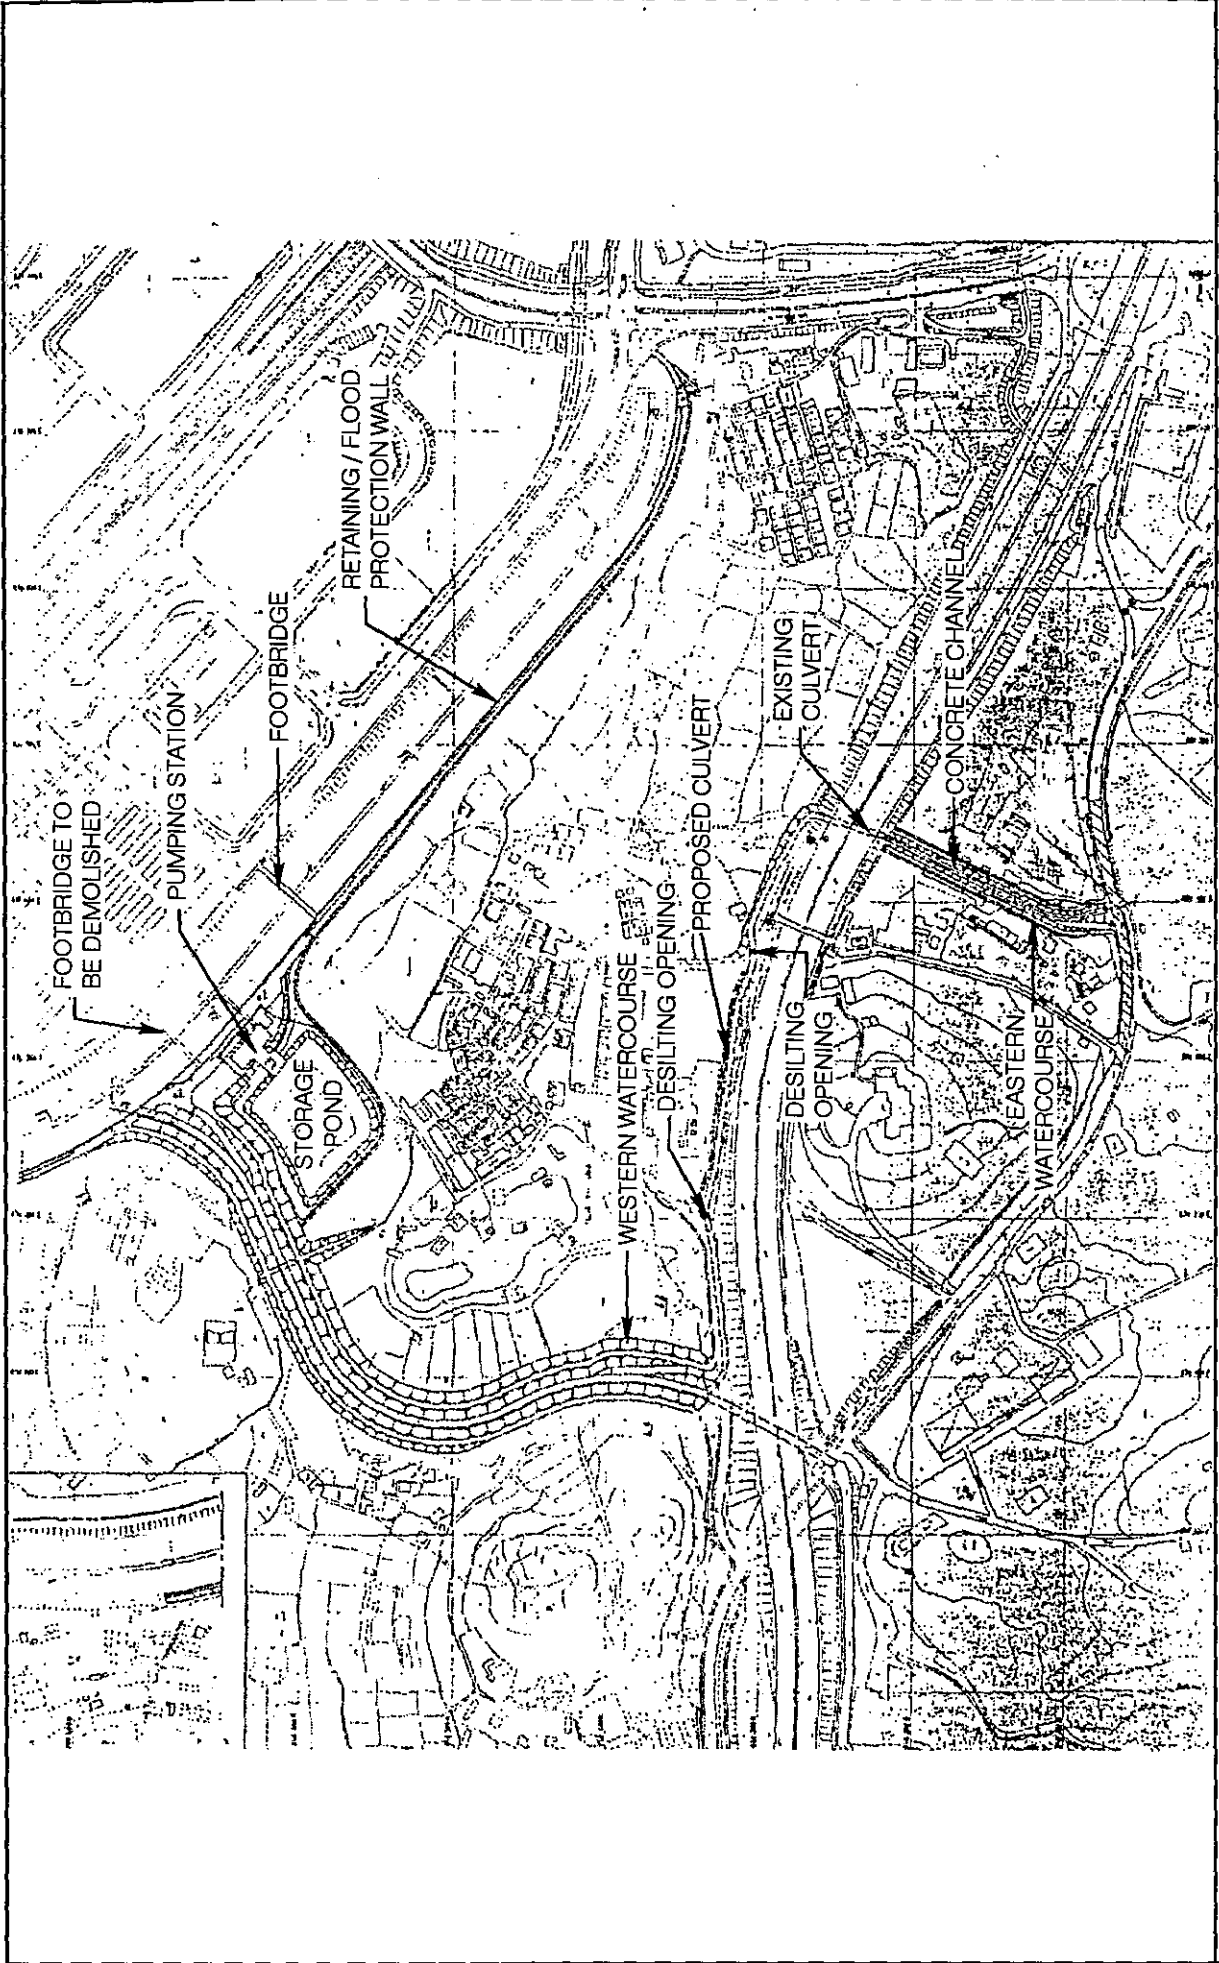 FOOTBRIDGE TO
BE DEMOLISHED
PUMPING STATION
FOOTBRIDGE
RETAINING / FLOOD
PROTECTION WALL
STORAGE
POND
WESTERN WATERCOURSE
DESILTING OPENING
PROPOSED CULVERT
EXISTING
CULVERT
DESILTING
OPENING
CONCRETE CHANNEL
EASTERN
WATERCOURSE